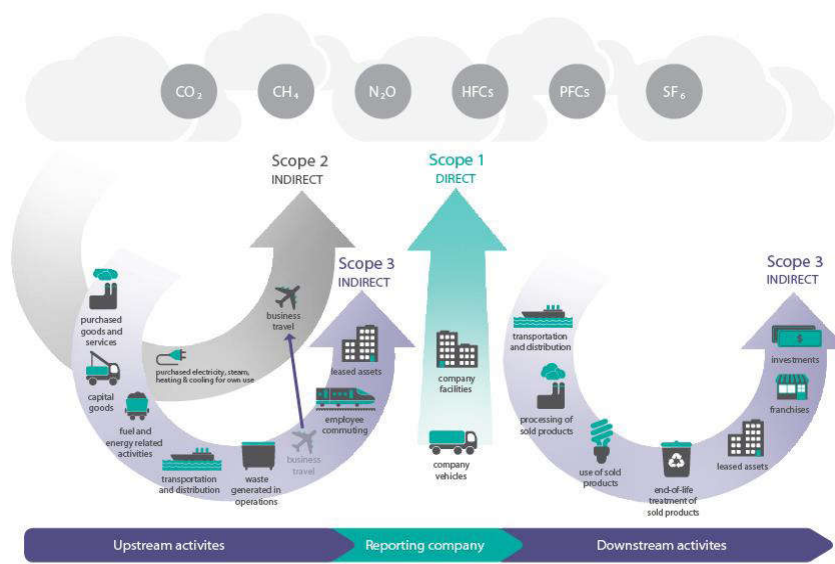 CO₂
CH₄
N₂O
HFCs
PFCs
SF₆
Scope 2
INDIRECT
Scope 1
DIRECT
Scope 3
INDIRECT
Scope 3
INDIRECT
purchased
goods and
services
capital
goods
fuel and
energy related
activities
purchased electricity, steam,
heating & cooling for own use
transportation
and distribution
waste
generated in
operations
business
travel
business
travel
employee
commuting
leased assets
company
facilities
company
vehicles
transportation
and distribution
processing of
sold products
use of sold
products
end-of-life
treatment of
sold products
leased assets
franchises
investments
$
Upstream activites
Reporting company
Downstream activites